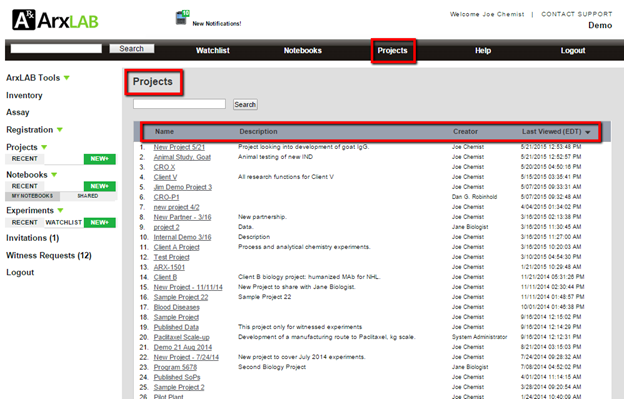 ArxLAB
10
New Notifications!
Welcome Joe Chemist | CONTACT SUPPORT
Demo
Search Watchlist Notebooks Projects Help Logout
ArxLAB Tools
Inventory
Assay
Registration
Projects
RECENT NEW+
Notebooks
RECENT NEW+
MY NOTEBOOKS SHARED
Experiments
RECENT WATCHLIST NEW+
Invitations (1)
Witness Requests (12)
Logout
Projects
Search
Name Description Creator Last Viewed (EDT)
1. New Project 5/21 Project looking into development of goat IgG. Joe Chemist 5/21/2015 12:53:48 PM
2. Animal Study, Goat Animal testing of new IND Joe Chemist 5/21/2015 12:52:57 PM
3. CRO X Joe Chemist 5/20/2015 04:50:16 PM
4. Client V All research functions for Client V Joe Chemist 5/15/2015 03:35:41 PM
5. Jim Demo Project 3 Joe Chemist 5/07/2015 09:33:31 AM
6. CRO-P1 Dan G. Robinhold 5/07/2015 09:32:48 AM
7. new project 4/2 Joe Chemist 4/04/2015 01:34:02 PM
8. New Partner - 3/16 New partnership. Joe Chemist 3/16/2015 02:13:38 PM
9. project 2 Data. Jane Biologist 3/16/2015 11:30:45 AM
10. Internal Demo 3/16 Description Joe Chemist 3/16/2015 11:27:00 AM
11. Client A Project Process and analytical chemistry experiments. Joe Chemist 3/16/2015 10:20:03 AM
12. Test Project Joe Chemist 3/10/2015 04:54:30 PM
13. ARX-1501 Joe Chemist 1/21/2015 10:29:48 AM
14. Client B Client B biology project: humanized MAb for NHL. Joe Chemist 11/21/2014 05:31:26 PM
15. New Project - 11/11/14 New Project to share with Jane Biologist. Joe Chemist 11/11/2014 02:30:44 PM
16. Sample Project 22 Sample Project 22 Joe Chemist 11/11/2014 01:48:57 PM
17. Blood Diseases Joe Chemist 10/01/2014 01:46:38 PM
18. Sample Project Joe Chemist 9/16/2014 12:15:02 PM
19. Published Data This project only for witnessed experiments Joe Chemist 9/16/2014 12:14:29 PM
20. Paclitaxel Scale-up Development of a manufacturing route to Paclitaxel, kg scale. System Administrator 9/16/2014 12:12:31 PM
21. Demo 21 Aug 2014 Joe Chemist 8/21/2014 03:15:03 PM
22. New Project - 7/24/14 New project to cover July 2014 experiments. Joe Chemist 7/24/2014 09:28:32 AM
23. Program 5678 Second Biology Project Jane Biologist 7/08/2014 04:52:02 PM
24. Published SoPs Joe Chemist 4/01/2014 11:14:15 AM
25. Sample Project 2 Joe Chemist 3/28/2014 09:20:54 AM
26. Pilot Plant Joe Chemist 1/24/2014 10:40:09 AM